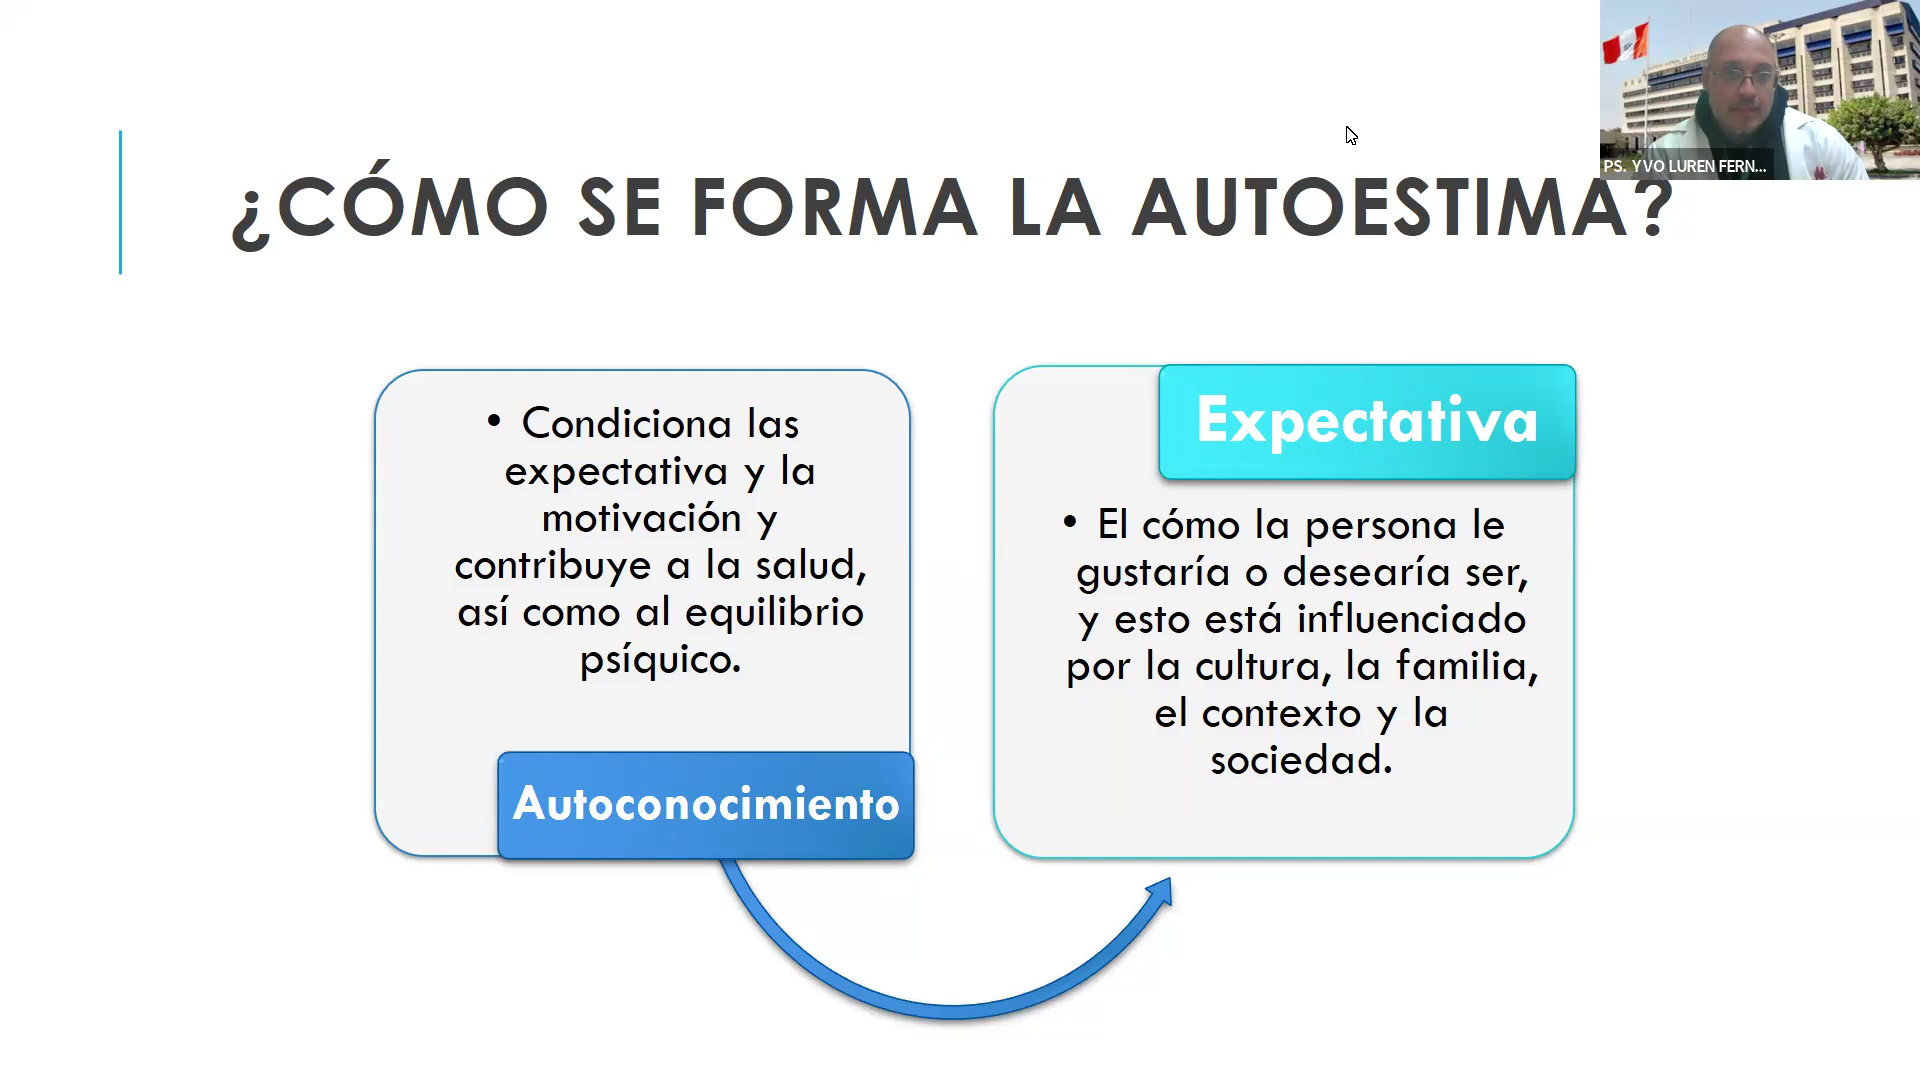 PS. YVO LUREN FERN...
¿CÓMO SE FORMA LA AUTOESTIMA?
• Condiciona las
expectativa y la
motivación y
contribuye a la salud,
así como al equilibrio
psíquico.
Autoconocimiento
Expectativa
• El cómo la persona le
gustaría o desearía ser,
y esto está influenciado
por la cultura, la familia,
el contexto y la
sociedad.